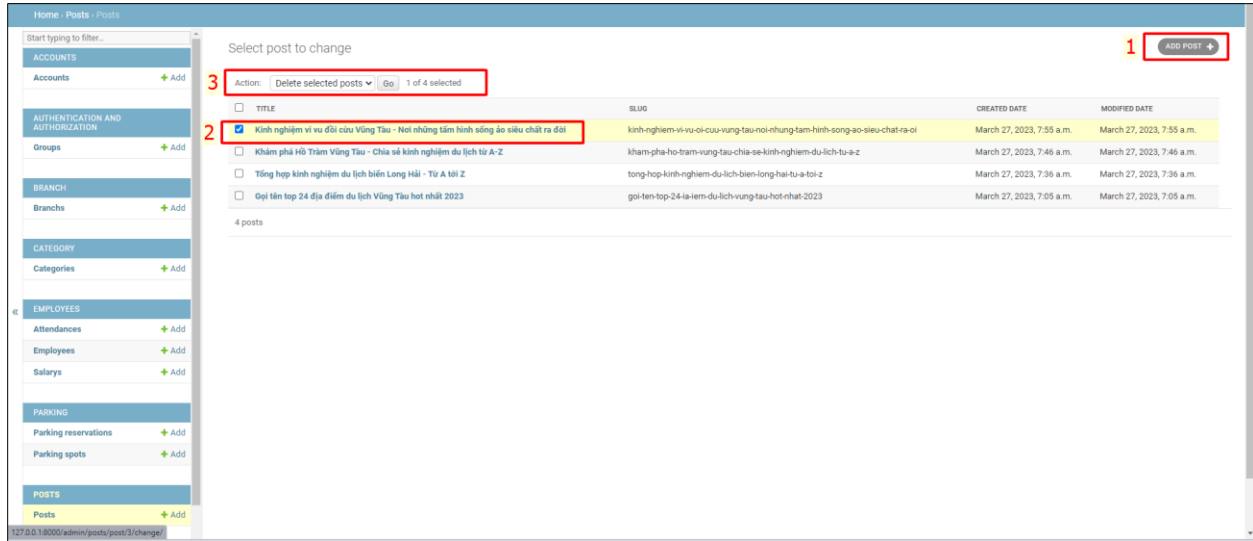 Home › Posts › Posts
Start typing to filter...
ACCOUNTS
Accounts + Add
AUTHENTICATION AND
AUTHORIZATION
Groups + Add
BRANCH
Branchs + Add
CATEGORY
Categories + Add
EMPLOYEES
Attendances + Add
Employees + Add
Salarys + Add
PARKING
Parking reservations + Add
Parking spots + Add
POSTS
Posts + Add
«
127.0.0.1:8000/admin/posts/post/3/change/
Select post to change
1 ADD POST +
3 Action: Delete selected posts Go 1 of 4 selected
TITLE SLUG CREATED DATE MODIFIED DATE
2 Kinh nghiệm vi vu đồi cừu Vũng Tàu - Nơi những tấm hình sống ảo siêu chất ra đời kinh-nghiem-vi-vu-oi-cuu-vung-tau-noi-nhung-tam-hinh-song-ao-sieu-chat-ra-oi March 27, 2023, 7:55 a.m. March 27, 2023, 7:55 a.m.
Khám phá Hồ Tràm Vũng Tàu - Chia sẻ kinh nghiệm du lịch từ A-Z kham-pha-ho-tram-vung-tau-chia-se-kinh-nghiem-du-lich-tu-a-z March 27, 2023, 7:46 a.m. March 27, 2023, 7:46 a.m.
Tổng hợp kinh nghiệm du lịch biển Long Hải - Từ A tới Z tong-hop-kinh-nghiem-du-lich-bien-long-hai-tu-a-toi-z March 27, 2023, 7:36 a.m. March 27, 2023, 7:36 a.m.
Gọi tên top 24 địa điểm du lịch Vũng Tàu hot nhất 2023 goi-ten-top-24-ia-iem-du-lich-vung-tau-hot-nhat-2023 March 27, 2023, 7:05 a.m. March 27, 2023, 7:05 a.m.
4 posts